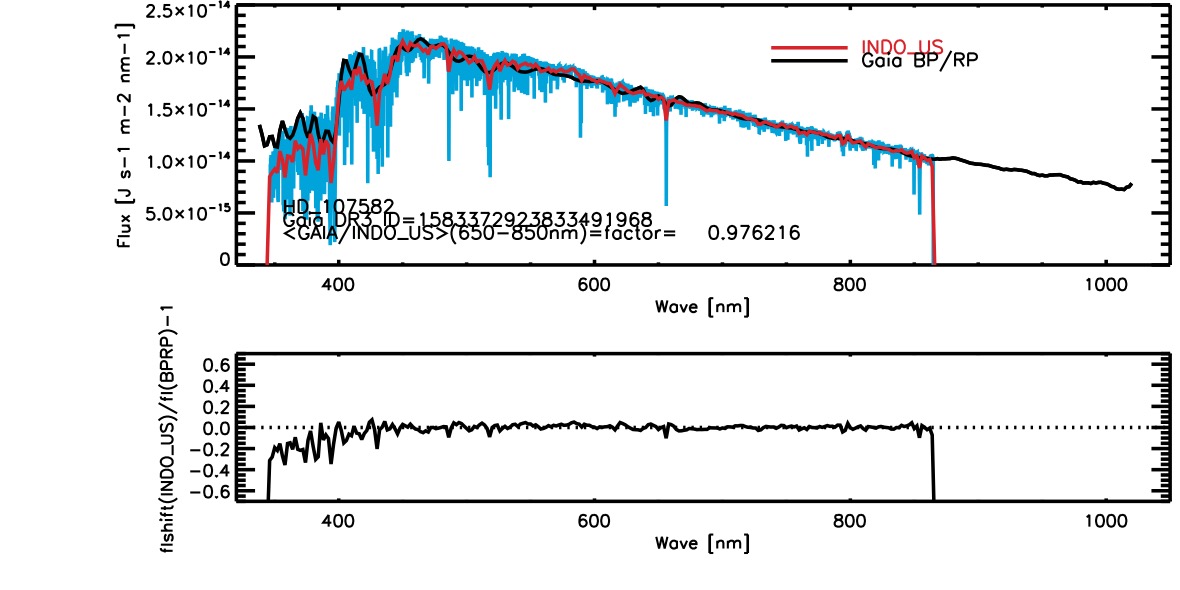 2.5×10⁻¹⁴
2.0×10⁻¹⁴
1.5×10⁻¹⁴
1.0×10⁻¹⁴
5.0×10⁻¹⁵
0
Flux [J s-1 m-2 nm-1]
INDO_US
Gaia BP/RP
HD_107582
Gaia DR3 ID=1583372923833491968
<GAIA/INDO_US>(650-850nm)=factor= 0.976216
400 600 800 1000
Wave [nm]
flshift(INDO_US)/fl(BPRP)-1
0.6
0.4
0.2
0.0
-0.2
-0.4
-0.6
400 600 800 1000
Wave [nm]